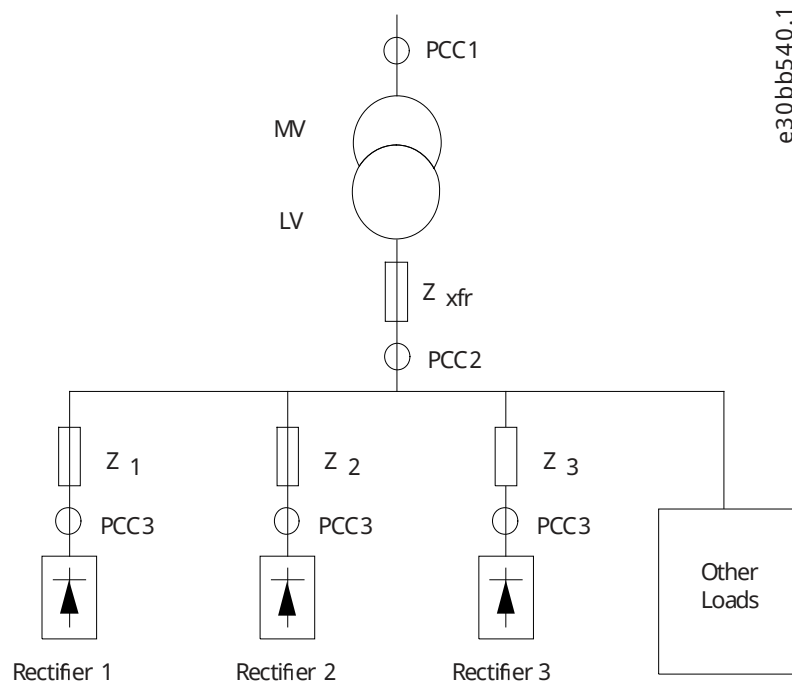 e30bb540.1
PCC1
MV
LV
Z xfr
PCC2
Z 1
Z 2
Z 3
PCC3
PCC3
PCC3
Other
Loads
Rectifier 1
Rectifier 2
Rectifier 3